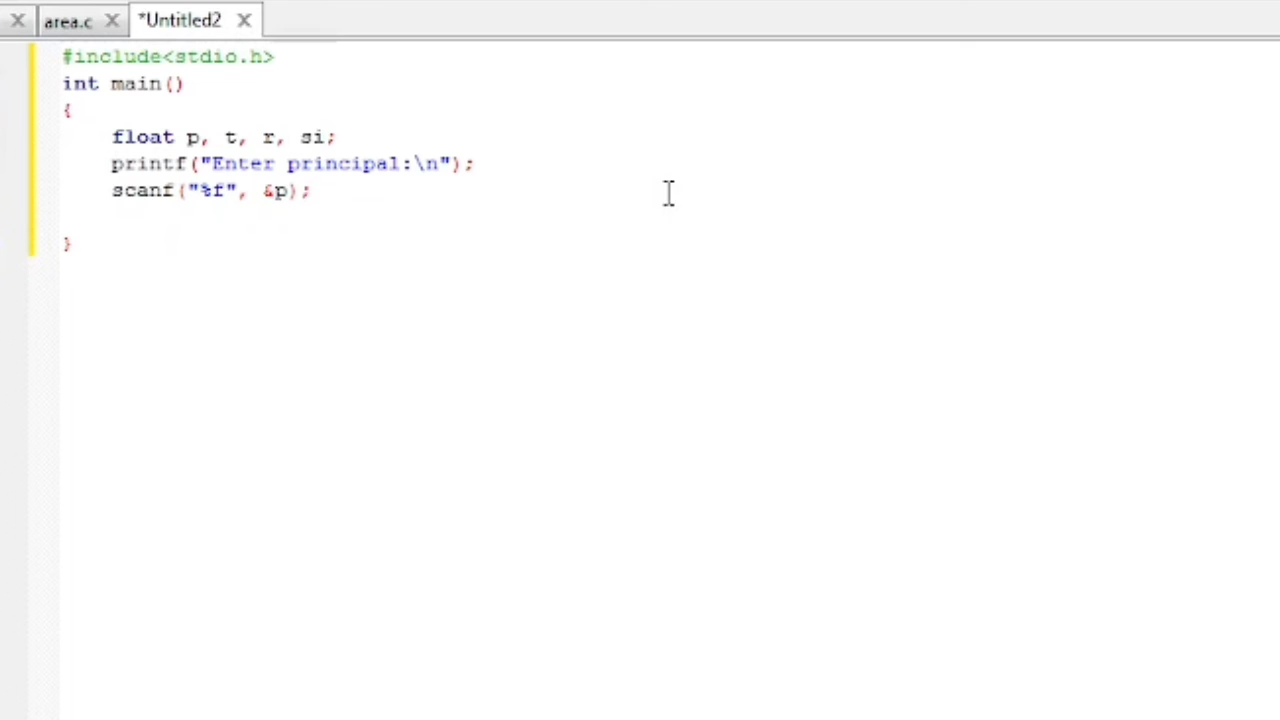 area.c *Untitled2
#include<stdio.h>
int main()
{
    float p, t, r, si;
    printf("Enter principal:\n");
    scanf("%f", &p);
}